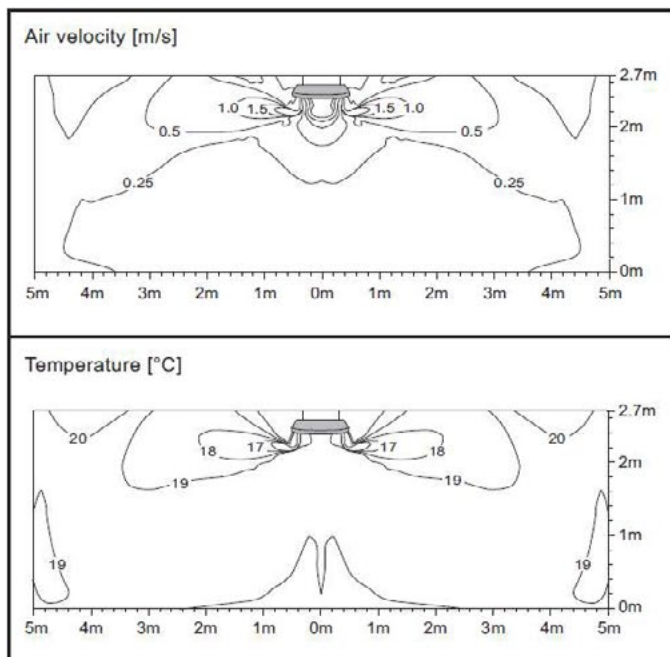 Air velocity [m/s]
2.7m
1.0 1.5 1.5 1.0
2m
0.5 0.5
0.25 0.25
1m
0m
5m 4m 3m 2m 1m 0m 1m 2m 3m 4m 5m
Temperature [°C]
2.7m
20 20
18 17 17 18
2m
19 19
1m
19 19
0m
5m 4m 3m 2m 1m 0m 1m 2m 3m 4m 5m